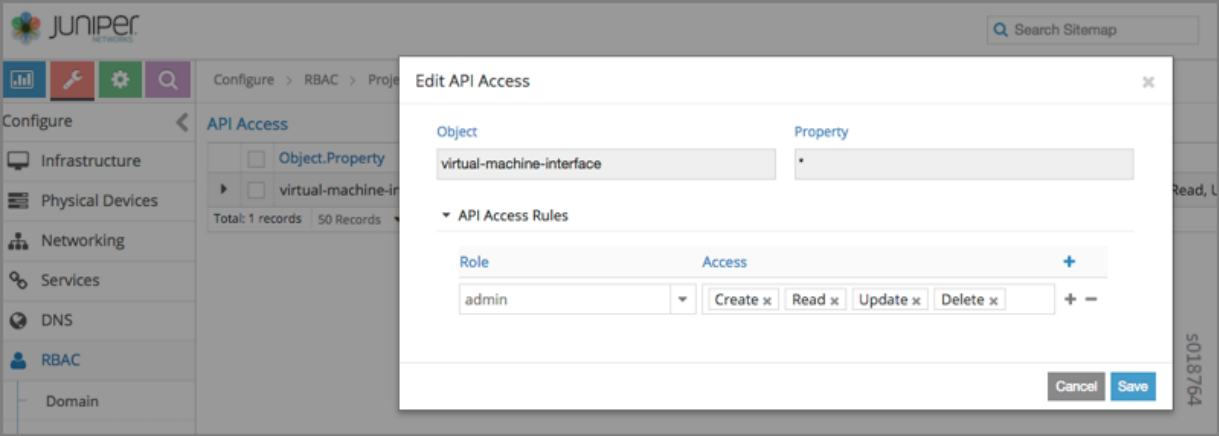 JUNIPER
NETWORKS
Search Sitemap
Configure > RBAC > Proje
Edit API Access
Configure
API Access
Object
Property
Infrastructure
Object.Property
virtual-machine-interface
*
Physical Devices
virtual-machine-in
Read, U
Total: 1 records
50 Records
API Access Rules
Networking
Role
Access
Services
admin
Create
Read
Update
Delete
DNS
RBAC
Domain
Cancel
Save
s018764